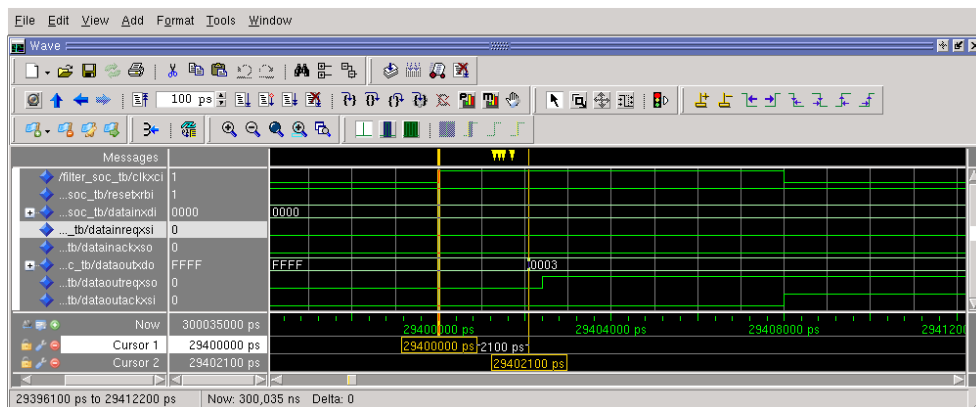 File Edit View Add Format Tools Window
Wave
100 ps
Messages
/filter_soc_tb/clkxci 1
...soc_tb/resetxrbi 1
...soc_tb/datainxdi 0000 0000
..._tb/datainreqxsi 0
...tb/datainackxso 0
...c_tb/dataoutxdo FFFF FFFF 0003
...tb/dataoutreqxso 0
...tb/dataoutackxsi 0
Now 300035000 ps 29400000 ps 29404000 ps 29408000 ps 2941200
Cursor 1 29400000 ps 29400000 ps 2100 ps
Cursor 2 29402100 ps 29402100 ps
29396100 ps to 29412200 ps Now: 300,035 ns Delta: 0